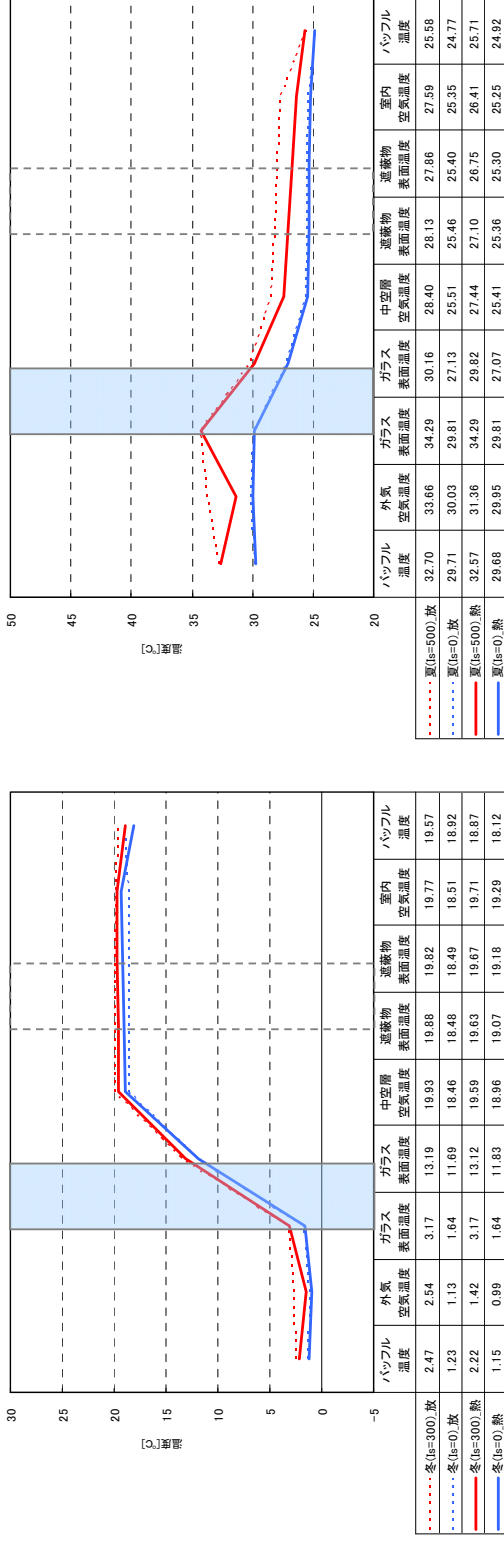 30
25
20
15
10
5
0
-5
温度[℃]
バッフル 温度
外気 空気温度
ガラス 表面温度
ガラス 表面温度
中空層 空気温度
遮蔽物 表面温度
遮蔽物 表面温度
室内 空気温度
バッフル 温度
冬(Is=300)_放 2.47 2.54 3.17 13.19 19.93 19.88 19.82 19.77 19.57
冬(Is=0)_放 1.23 1.13 1.64 11.69 18.46 18.48 18.49 18.51 18.92
冬(Is=300)_熱 2.22 1.42 3.17 13.12 19.59 19.63 19.67 19.71 18.87
冬(Is=0)_熱 1.15 0.99 1.64 11.83 18.96 19.07 19.18 19.29 18.12
50
45
40
35
30
25
20
温度[℃]
バッフル 温度
外気 空気温度
ガラス 表面温度
ガラス 表面温度
中空層 空気温度
遮蔽物 表面温度
遮蔽物 表面温度
室内 空気温度
バッフル 温度
夏(Is=500)_放 32.70 33.66 34.29 30.16 28.40 28.13 27.86 27.59 25.58
夏(Is=0)_放 29.71 30.03 29.81 27.13 25.51 25.46 25.40 25.35 24.77
夏(Is=500)_熱 32.57 31.36 34.29 29.82 27.44 27.10 26.75 26.41 25.71
夏(Is=0)_熱 29.68 29.95 29.81 27.07 25.41 25.36 25.30 25.25 24.92